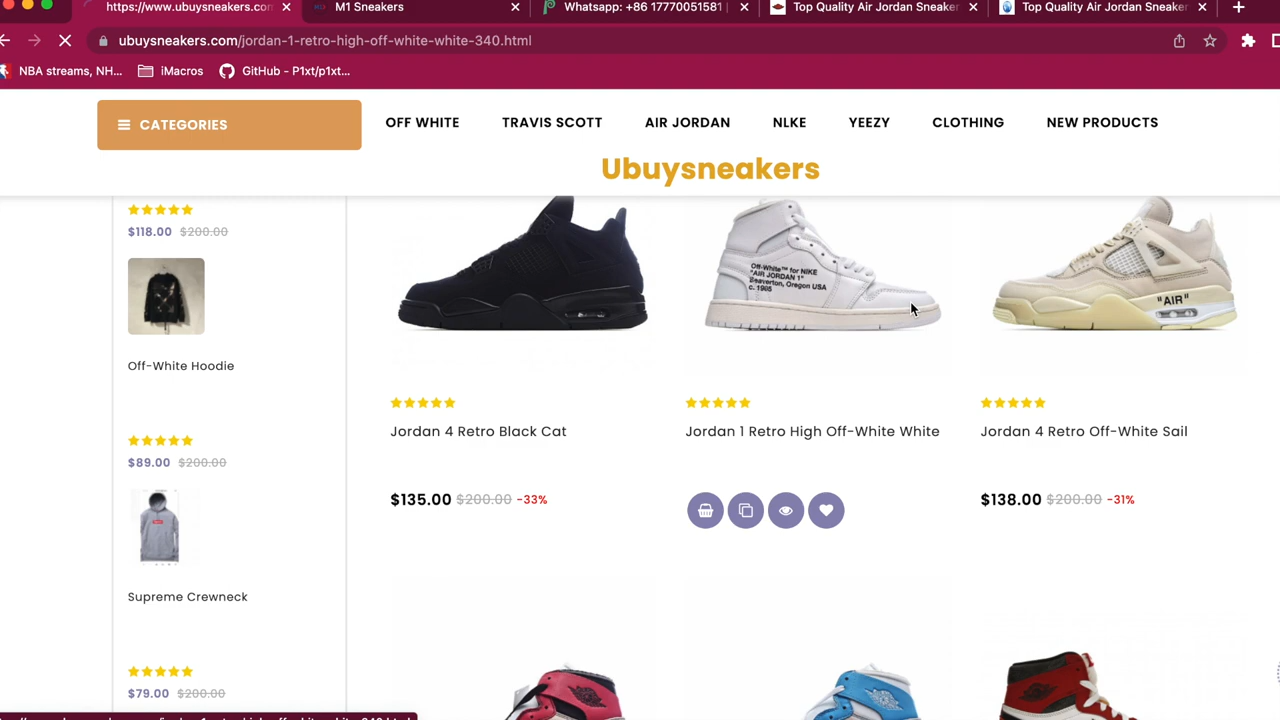 https://www.ubuysneakers.com
M1 Sneakers
Whatsapp: +86 17770051581 |
Top Quality Air Jordan Sneaker
Top Quality Air Jordan Sneaker
ubuysneakers.com/jordan-1-retro-high-off-white-white-340.html
NBA streams, NH...
iMacros
GitHub - P1xt/p1xt...
CATEGORIES
OFF WHITE
TRAVIS SCOTT
AIR JORDAN
NLKE
YEEZY
CLOTHING
NEW PRODUCTS
Ubuysneakers
$118.00 $200.00
Off-White Hoodie
$89.00 $200.00
Supreme Crewneck
$79.00 $200.00
Off-White™ for NIKE
"AIR JORDAN 1"
Beaverton, Oregon USA
c. 1985
"AIR"
Jordan 4 Retro Black Cat
Jordan 1 Retro High Off-White White
Jordan 4 Retro Off-White Sail
$135.00 $200.00 -33%
$138.00 $200.00 -31%